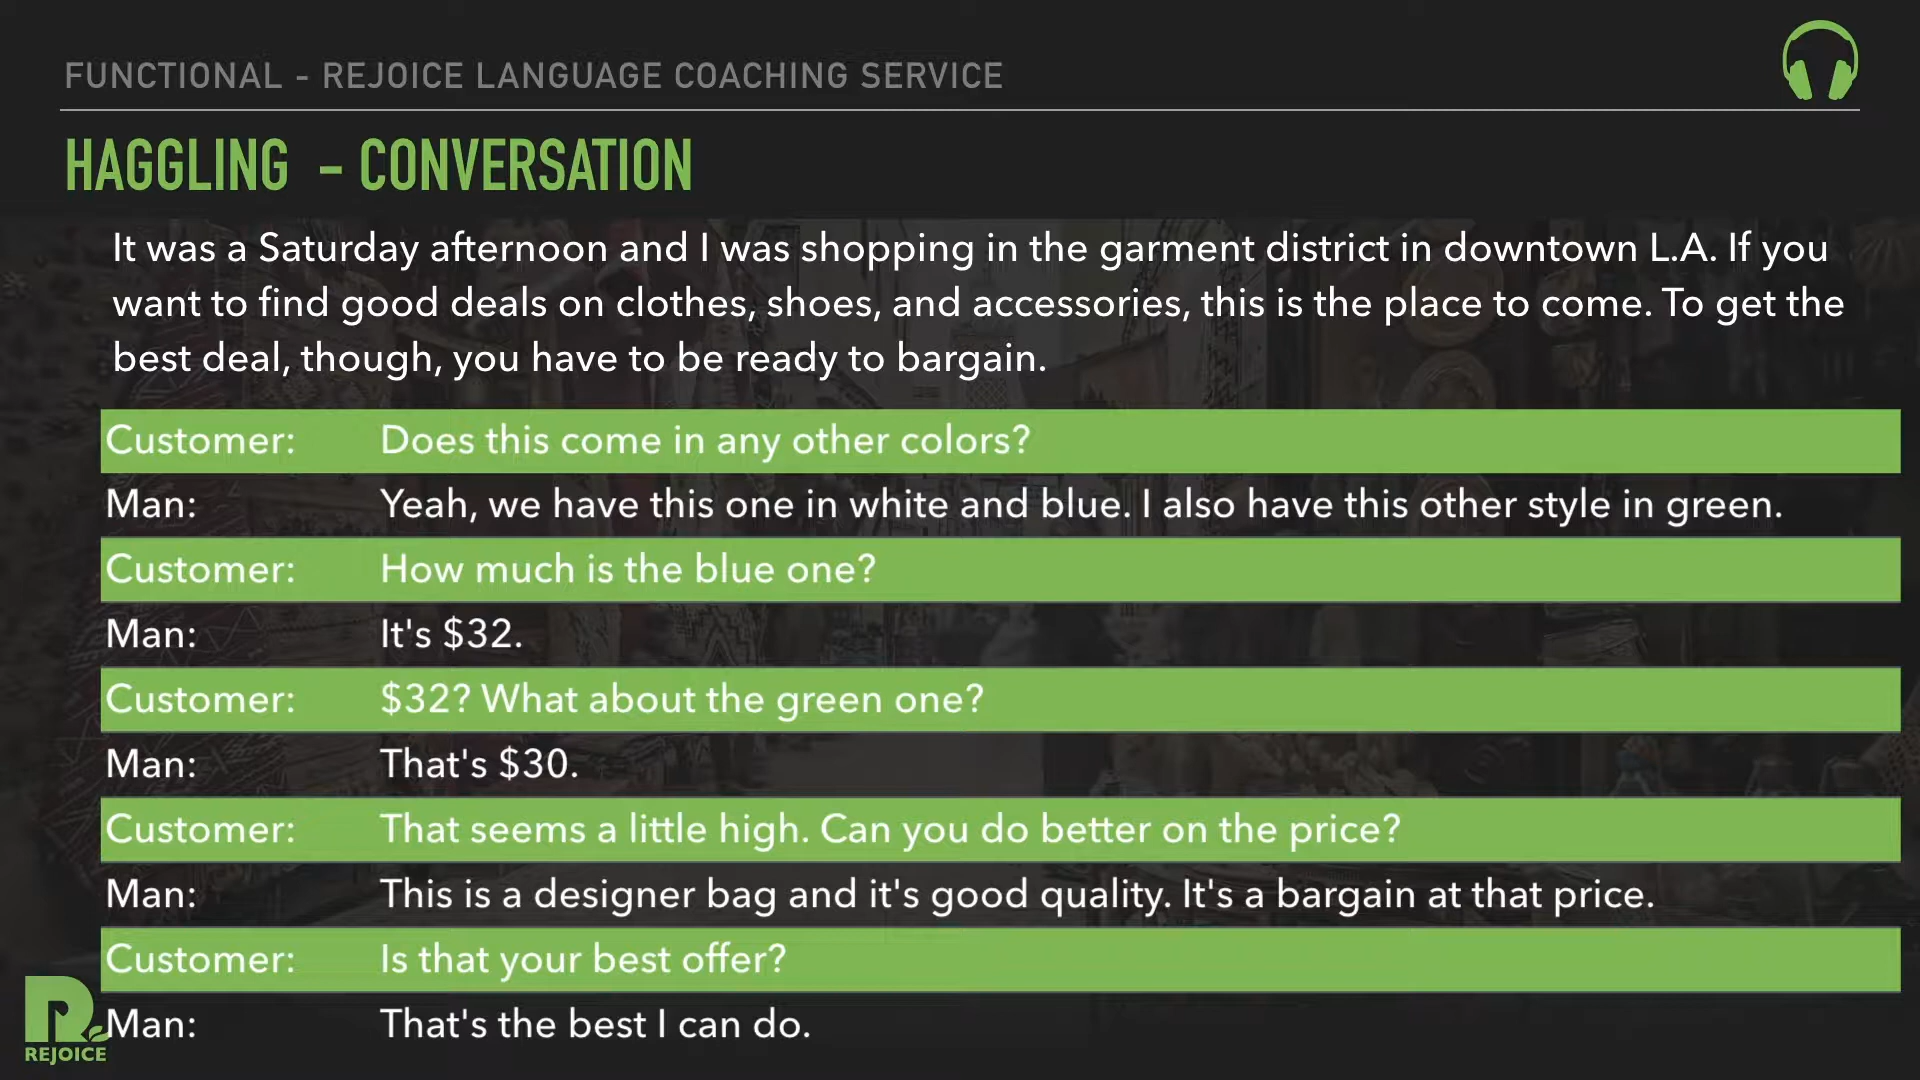 FUNCTIONAL - REJOICE LANGUAGE COACHING SERVICE
HAGGLING - CONVERSATION
It was a Saturday afternoon and I was shopping in the garment district in downtown L.A. If you
want to find good deals on clothes, shoes, and accessories, this is the place to come. To get the
best deal, though, you have to be ready to bargain.
Customer: Does this come in any other colors?
Man: Yeah, we have this one in white and blue. I also have this other style in green.
Customer: How much is the blue one?
Man: It's $32.
Customer: $32? What about the green one?
Man: That's $30.
Customer: That seems a little high. Can you do better on the price?
Man: This is a designer bag and it's good quality. It's a bargain at that price.
Customer: Is that your best offer?
Man: That's the best I can do.
REJOICE